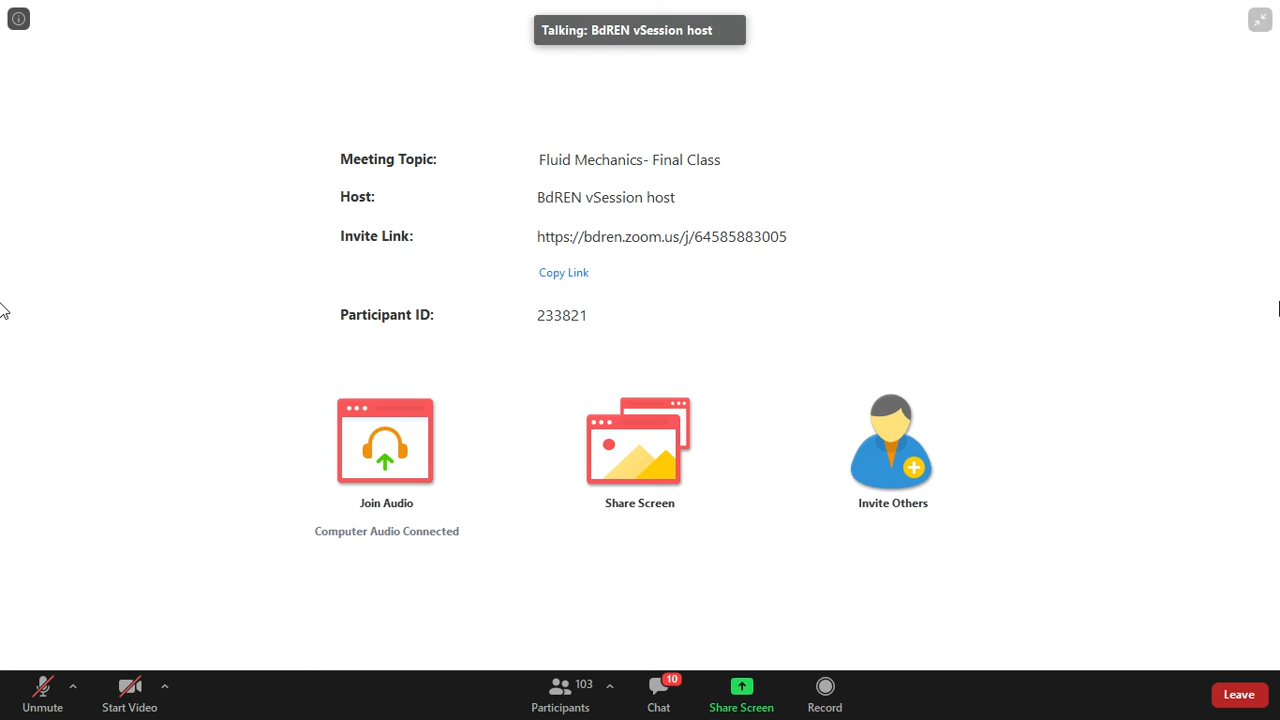 Talking: BdREN vSession host
Meeting Topic: Fluid Mechanics- Final Class
Host: BdREN vSession host
Invite Link: https://bdren.zoom.us/j/64585883005
Copy Link
Participant ID: 233821
Join Audio Share Screen Invite Others
Computer Audio Connected
103 10
Unmute Start Video Participants Chat Share Screen Record Leave